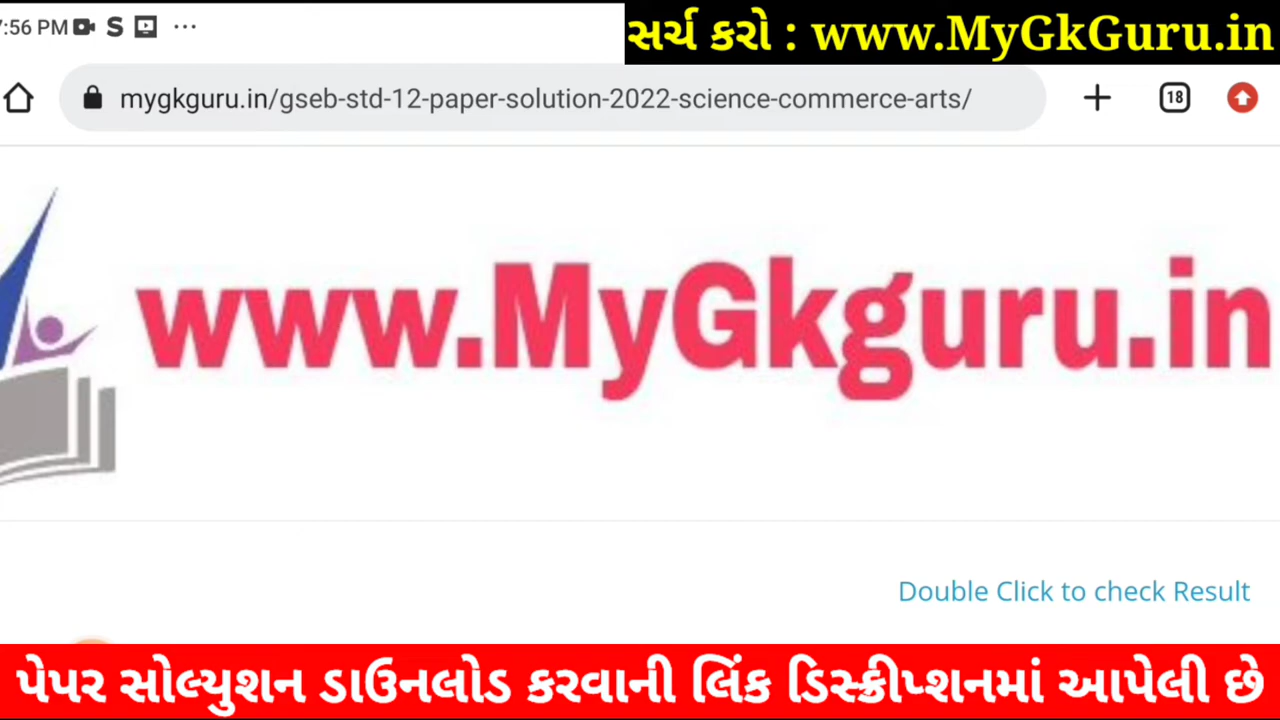 :56 PM S ...
સર્ચ કરો : www.MyGkGuru.in
mygkguru.in/gseb-std-12-paper-solution-2022-science-commerce-arts/
18
www.MyGkguru.in
Double Click to check Result
પેપર સોલ્યુશન ડાઉનલોડ કરવાની લિંક ડિસ્ક્રીપ્શનમાં આપેલી છે